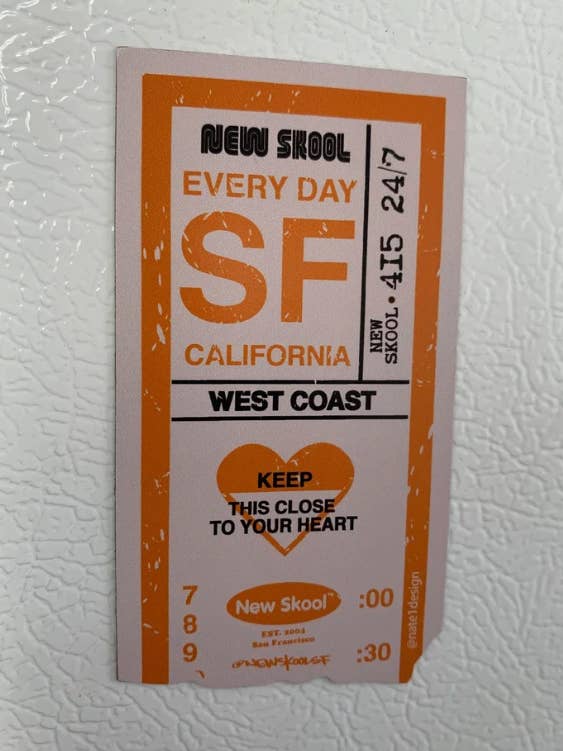 NEW SKOOL
EVERY DAY
SF
CALIFORNIA
NEW
SKOOL • 415 24/7
WEST COAST
KEEP
THIS CLOSE
TO YOUR HEART
7
8
9
New Skool™
EST. 2004
San Francisco
@NEWSKOOLSF
:00
:30
@nate1design